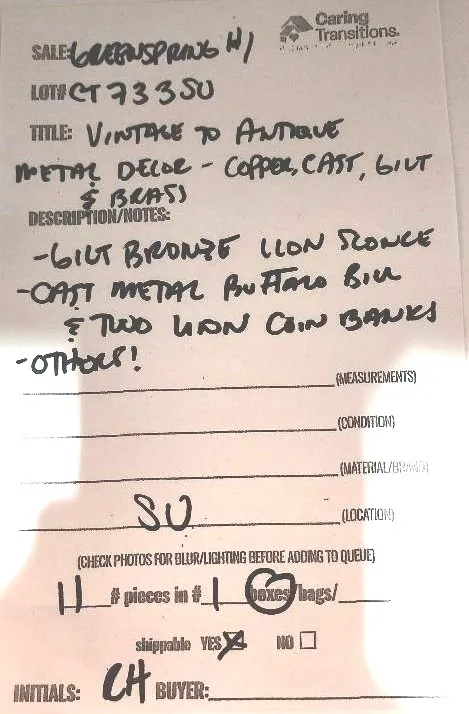 Caring
Transitions.
SALE: GREENSPRING H/
LOT# CT733SU
TITLE: VINTAGE TO ANTIQUE
METAL DECOR - COPPER, CAST, GILT
& BRASS
DESCRIPTION/NOTES:
-GILT BRONZE LION SCONCE
-CAST METAL BUFFALO BILL
& TWO LION COIN BANKS
-OTHERS!
(MEASUREMENTS)
(CONDITION)
(MATERIAL/BRAND)
SU (LOCATION)
(CHECK PHOTOS FOR BLUR/LIGHTING BEFORE ADDING TO QUEUE)
11 # pieces in # 1 boxes/bags/
shippable YES NO
INITIALS: CH BUYER: